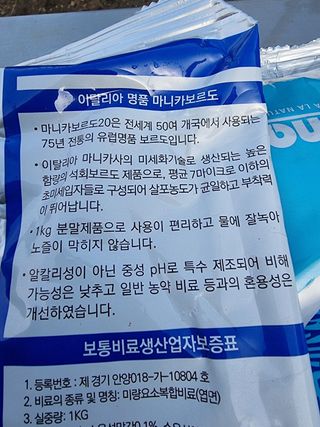 이탈리아 명품 마니카보르도
• 마니카보르도20은 전세계 50여 개국에서 사용되는
75년 전통의 유럽명품 보르도입니다.
• 이탈리아 마니카사의 미세화기술로 생산되는 높은
함량의 석회보르도 제품으로, 평균 7마이크로 이하의
초미세입자들로 구성되어 살포농도가 균일하고 부착력
이 뛰어납니다.
• 1kg 분말제품으로 사용이 편리하고 물에 잘녹아
노즐이 막히지 않습니다.
• 알칼리성이 아닌 중성 pH로 특수 제조되어 비해
가능성은 낮추고 일반 농약 비료 등과의 혼용성은
개선하였습니다.
보통비료생산업자보증표
1. 등록번호 : 제 경기 안양018-가-10804 호
2. 비료의 종류 및 명칭: 미량요소복합비료(엽면)
3. 실중량: 1KG
A LA NATU